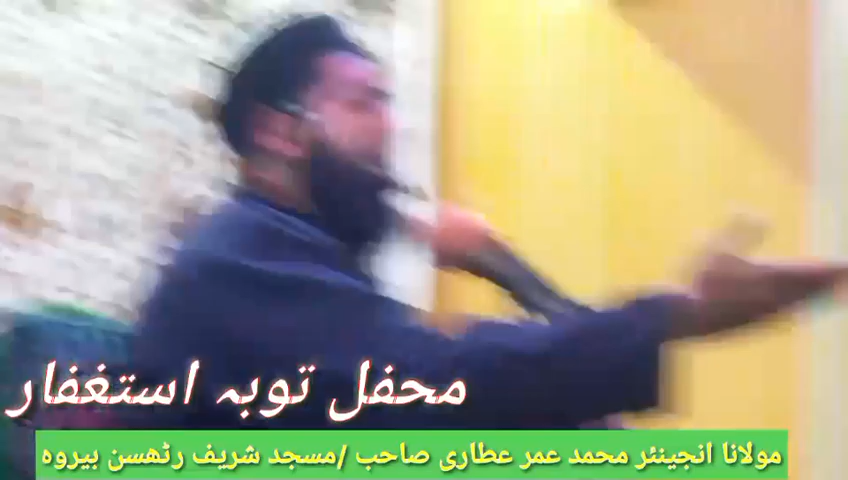 محفل توبہ استغفار
مولانا انجینئر محمد عمر عطاری صاحب /مسجد شریف رٹھسن بیروہ